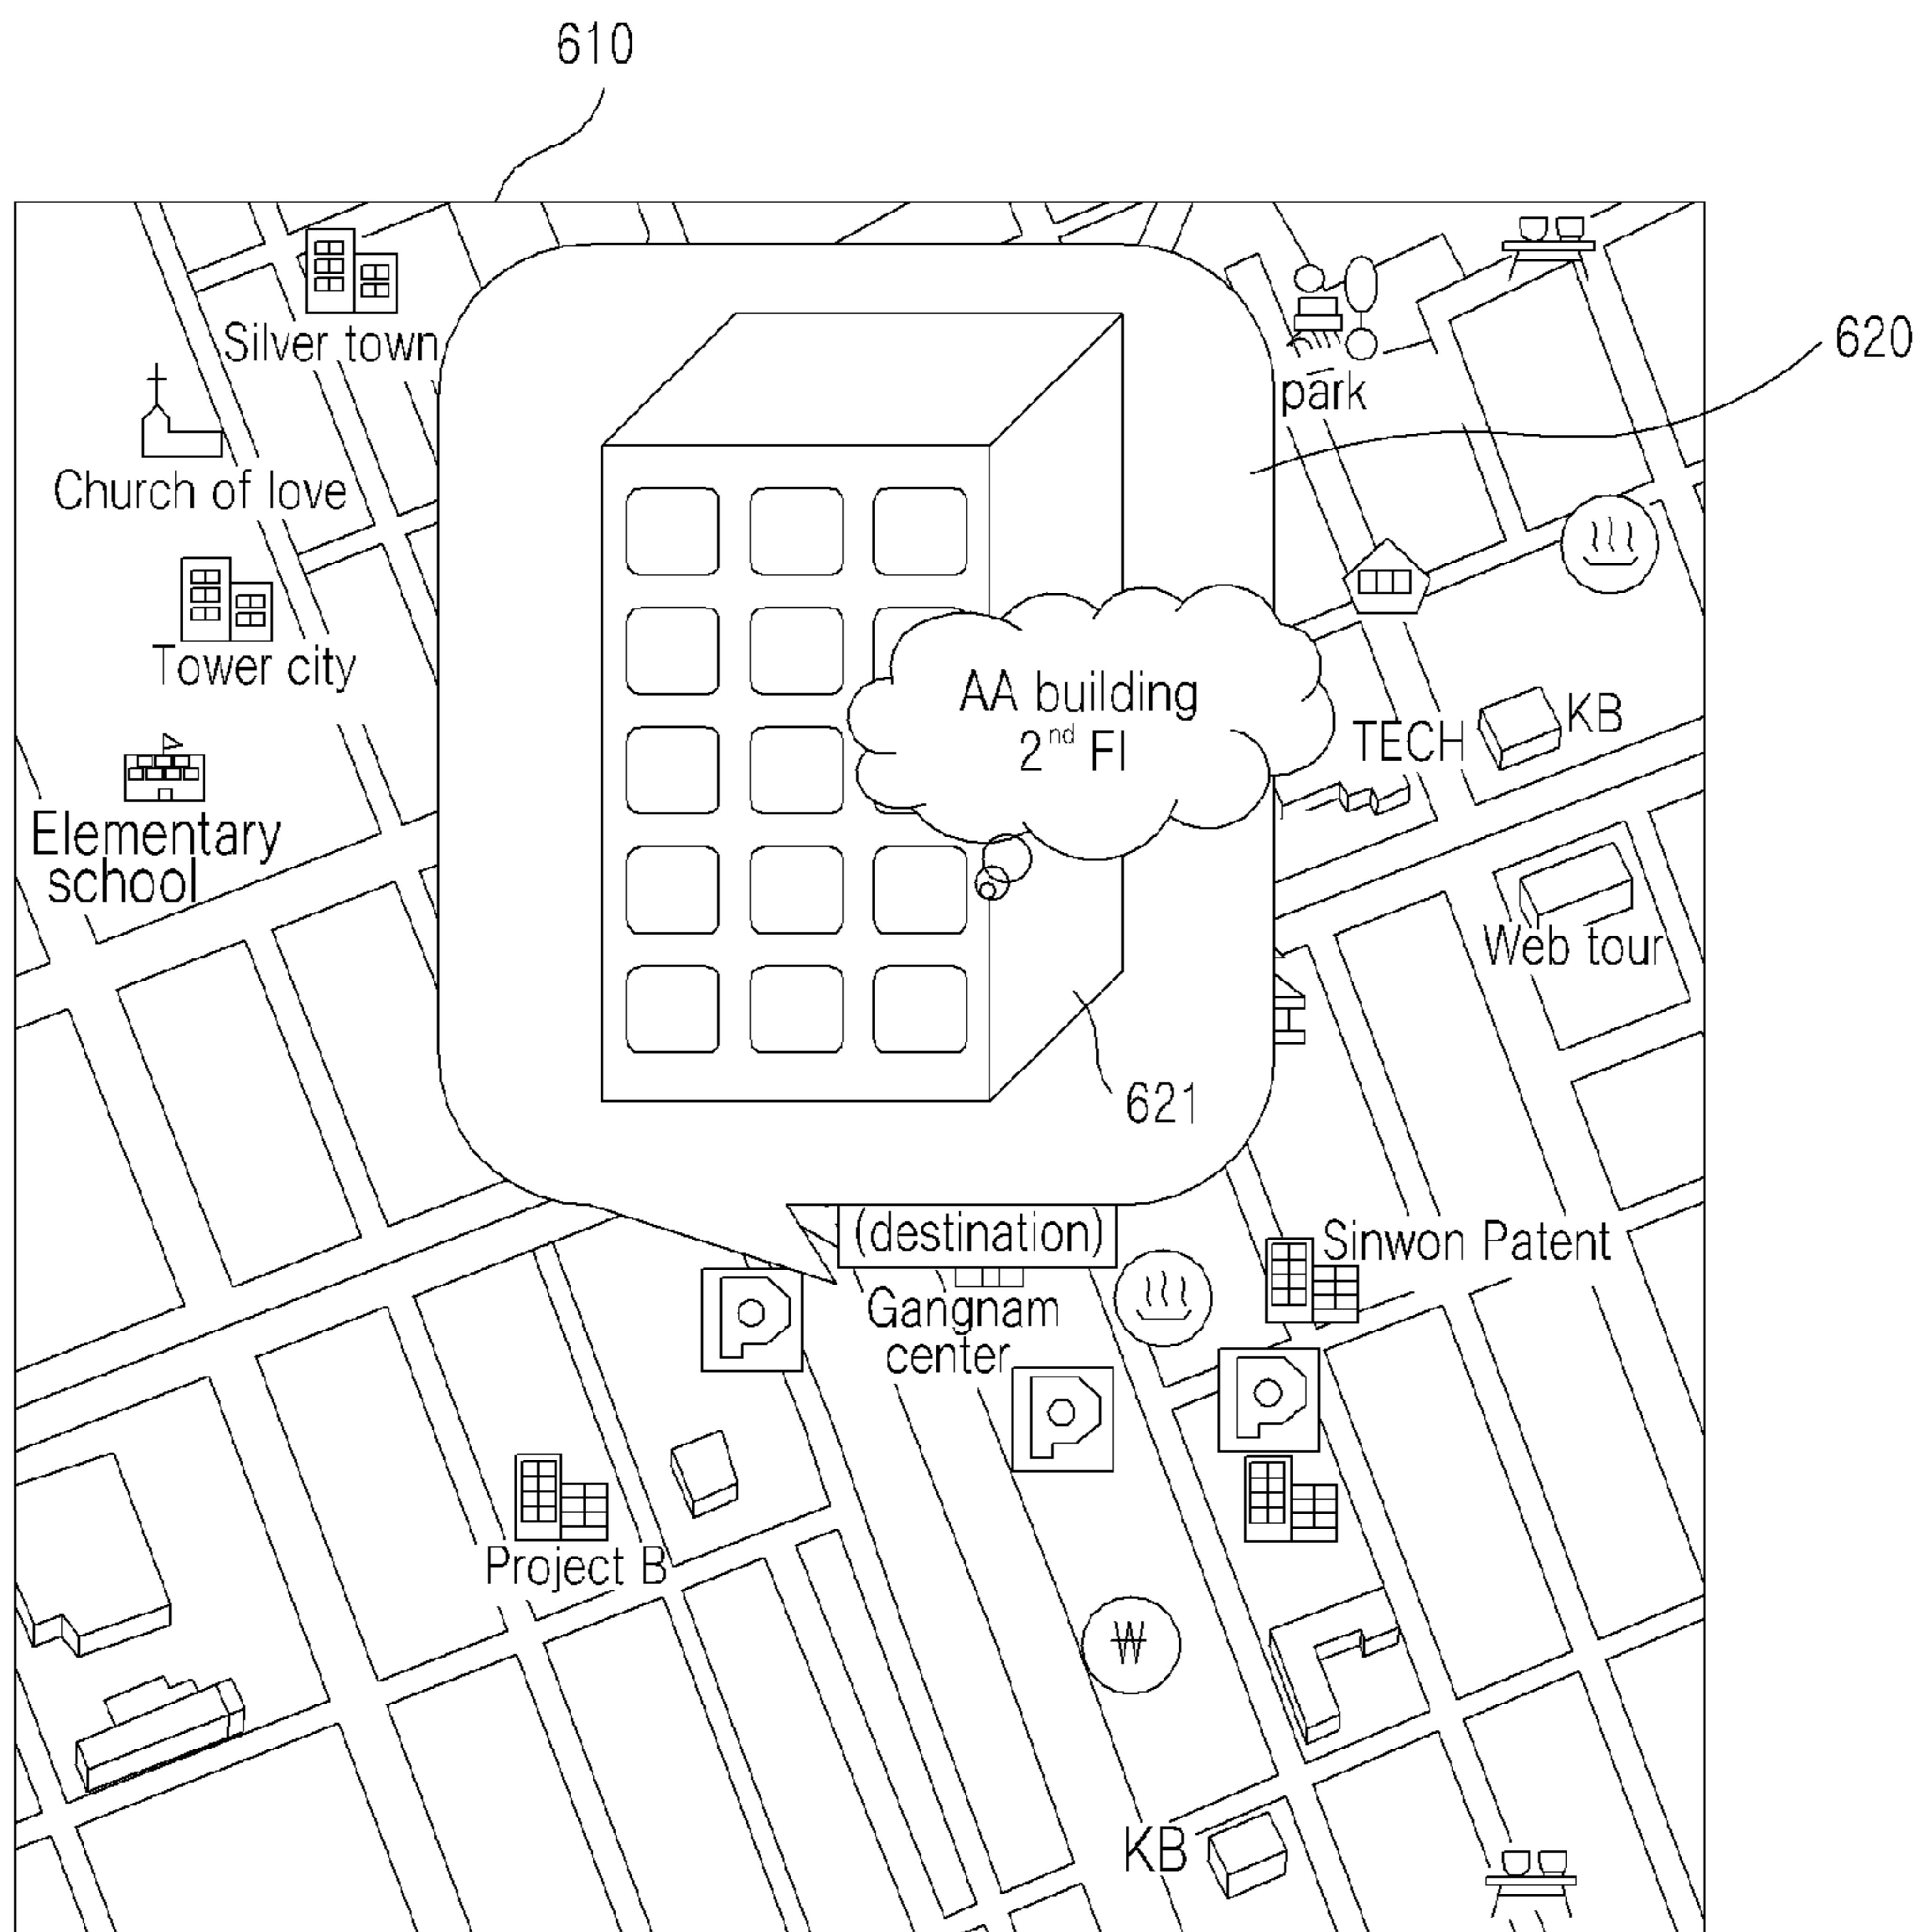 610
620
Silver town
park
Church of love
Tower city
AA building
2nd Fl
TECH
KB
Elementary
school
Web tour
621
(destination)
Sinwon Patent
Gangnam
center
P
P
P
Project B
₩
KB